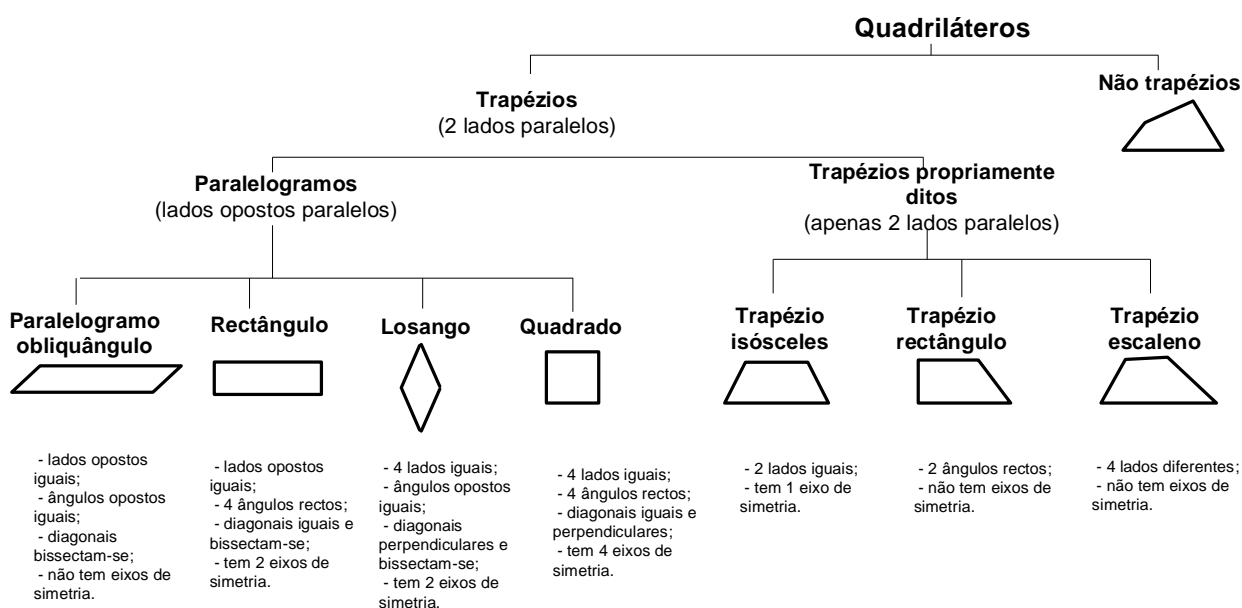 Quadriláteros
Trapézios
(2 lados paralelos)
Não trapézios
Paralelogramos
(lados opostos paralelos)
Trapézios propriamente
ditos
(apenas 2 lados paralelos)
Paralelogramo
obliquângulo
Rectângulo
Losango
Quadrado
Trapézio
isósceles
Trapézio
rectângulo
Trapézio
escaleno
- lados opostos
iguais;
- ângulos opostos
iguais;
- diagonais
bissectam-se;
- não tem eixos de
simetria.
- lados opostos
iguais;
- 4 ângulos rectos;
- diagonais iguais e
bissectam-se;
- tem 2 eixos de
simetria.
- 4 lados iguais;
- ângulos opostos
iguais;
- diagonais
perpendiculares e
bissectam-se;
- tem 2 eixos de
simetria.
- 4 lados iguais;
- 4 ângulos rectos;
- diagonais iguais e
perpendiculares;
- tem 4 eixos de
simetria.
- 2 lados iguais;
- tem 1 eixo de
simetria.
- 2 ângulos rectos;
- não tem eixos de
simetria.
- 4 lados diferentes;
- não tem eixos de
simetria.